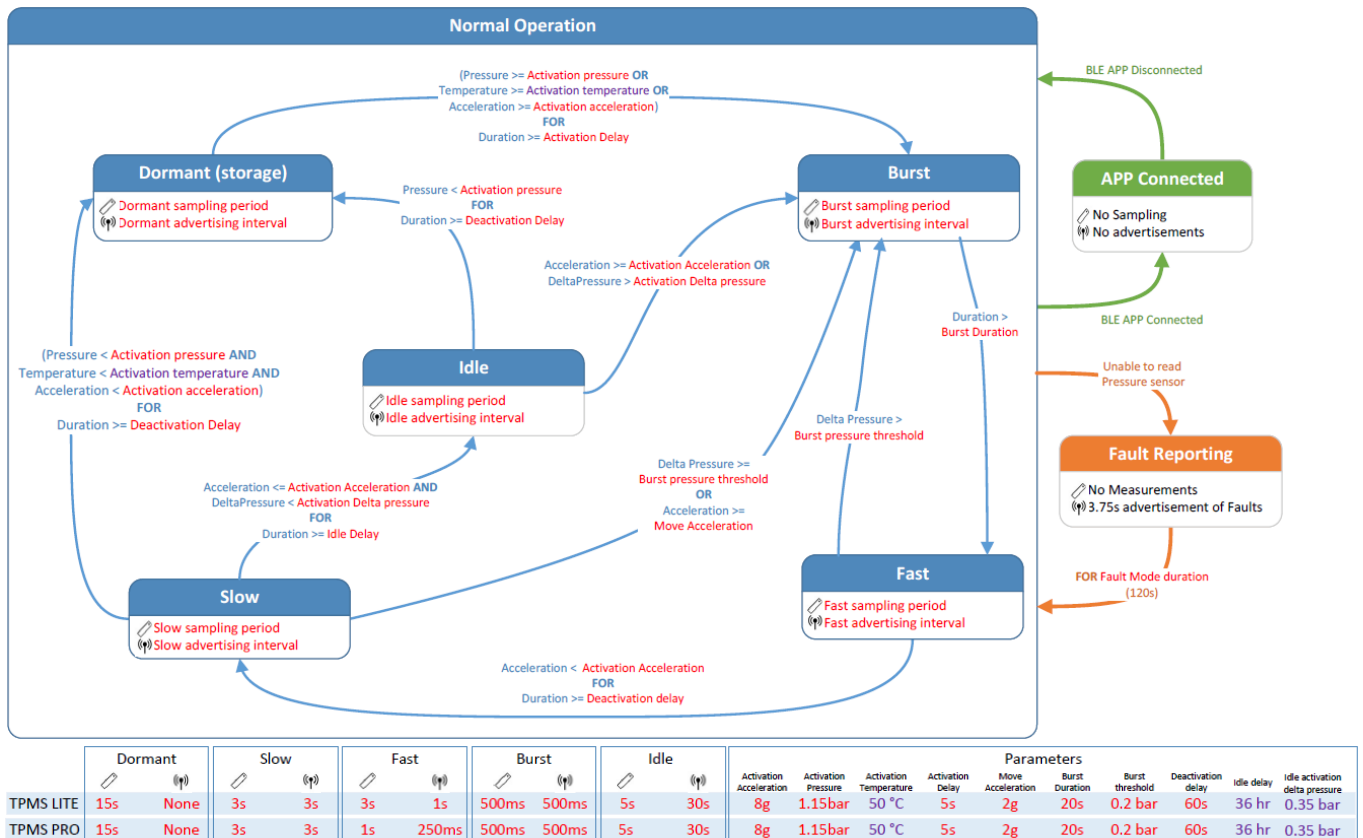 Normal Operation
(Pressure >= Activation pressure OR
Temperature >= Activation temperature OR
Acceleration >= Activation acceleration)
FOR
Duration >= Activation Delay
BLE APP Disconnected
Dormant (storage)
Dormant sampling period
Dormant advertising interval
Pressure < Activation pressure
FOR
Duration >= Deactivation Delay
Burst
Burst sampling period
Burst advertising interval
APP Connected
No Sampling
No advertisements
Acceleration >= Activation Acceleration OR
DeltaPressure > Activation Delta pressure
Duration >
Burst Duration
BLE APP Connected
(Pressure < Activation pressure AND
Temperature < Activation temperature AND
Acceleration < Activation acceleration)
FOR
Duration >= Deactivation Delay
Idle
Idle sampling period
Idle advertising interval
Unable to read
Pressure sensor
Delta Pressure >
Burst pressure threshold
Fault Reporting
No Measurements
3.75s advertisement of Faults
Acceleration <= Activation Acceleration AND
DeltaPressure < Activation Delta pressure
FOR
Duration >= Idle Delay
Delta Pressure >=
Burst pressure threshold
OR
Acceleration >=
Move Acceleration
FOR Fault Mode duration
(120s)
Slow
Slow sampling period
Slow advertising interval
Fast
Fast sampling period
Fast advertising interval
Acceleration < Activation Acceleration
FOR
Duration >= Deactivation delay
Dormant Slow Fast Burst Idle Parameters
Activation Acceleration Activation Pressure Activation Temperature Activation Delay Move Acceleration Burst Duration Burst threshold Deactivation delay Idle delay Idle activation delta pressure
TPMS LITE 15s None 3s 3s 3s 1s 500ms 500ms 5s 30s 8g 1.15bar 50 °C 5s 2g 20s 0.2 bar 60s 36 hr 0.35 bar
TPMS PRO 15s None 3s 3s 1s 250ms 500ms 500ms 5s 30s 8g 1.15bar 50 °C 5s 2g 20s 0.2 bar 60s 36 hr 0.35 bar